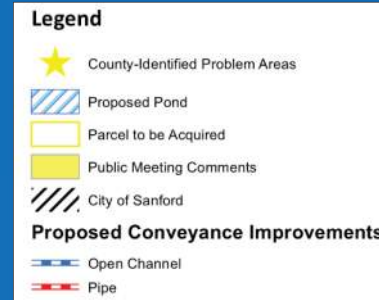 Legend
County-Identified Problem Areas
Proposed Pond
Parcel to be Acquired
Public Meeting Comments
City of Sanford
Proposed Conveyance Improvements
Open Channel
Pipe